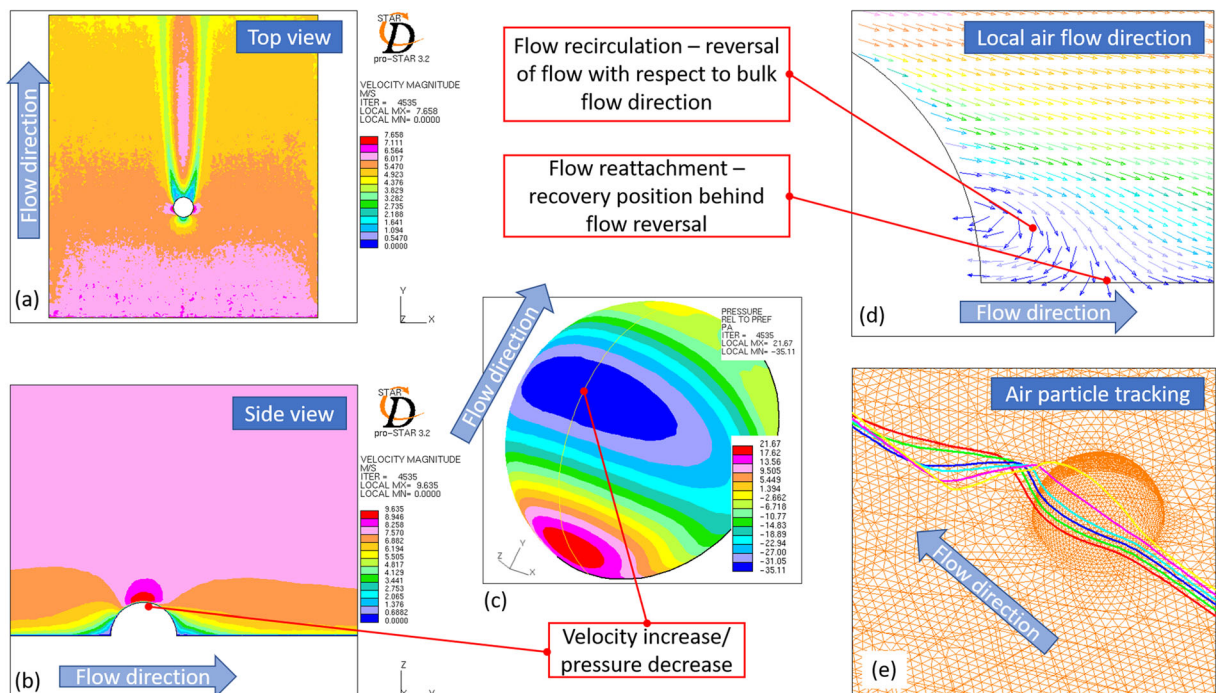 Top view
Flow direction
(a)
STAR
D
pro-STAR 3.2
VELOCITY MAGNITUDE
M/S
ITER = 4535
LOCAL MX= 7.658
LOCAL MN= 0.0000
7.658
7.111
6.564
6.017
5.470
4.923
4.376
3.829
3.282
2.735
2.188
1.641
1.094
0.5470
0.0000
Y
Z X
Side view
Flow direction
(b)
STAR
D
pro-STAR 3.2
VELOCITY MAGNITUDE
M/S
ITER = 4535
LOCAL MX= 9.635
LOCAL MN= 0.0000
9.635
8.946
8.258
7.570
6.882
6.194
5.505
4.817
4.129
3.441
2.753
2.065
1.376
0.6882
0.0000
Z
Flow recirculation – reversal
of flow with respect to bulk
flow direction
Flow reattachment –
recovery position behind
flow reversal
Flow direction
PRESSURE
REL TO PREF
PA
ITER = 4535
LOCAL MX= 21.67
LOCAL MN= -35.11
21.67
17.62
13.56
9.505
5.449
1.394
-2.662
-6.718
-10.77
-14.83
-18.89
-22.94
-27.00
-31.05
-35.11
Z Y
X
(c)
Velocity increase/
pressure decrease
Local air flow direction
(d)
Flow direction
Air particle tracking
Flow direction
(e)